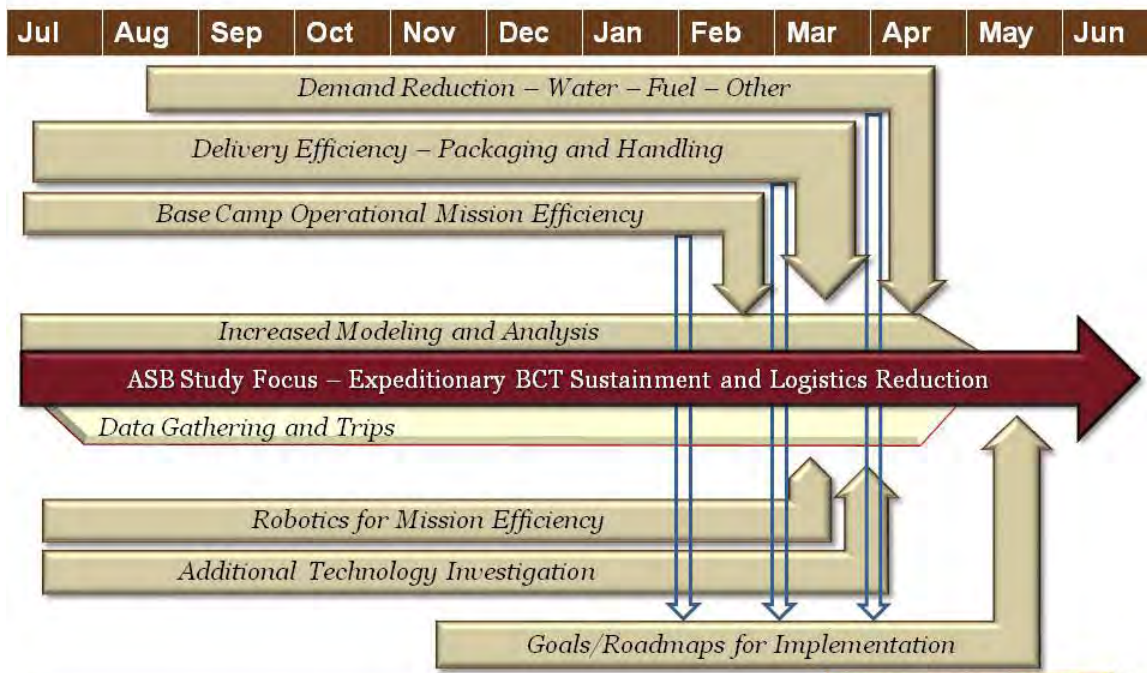 Jul Aug Sep Oct Nov Dec Jan Feb Mar Apr May Jun
Demand Reduction – Water – Fuel – Other
Delivery Efficiency – Packaging and Handling
Base Camp Operational Mission Efficiency
Increased Modeling and Analysis
ASB Study Focus – Expeditionary BCT Sustainment and Logistics Reduction
Data Gathering and Trips
Robotics for Mission Efficiency
Additional Technology Investigation
Goals/Roadmaps for Implementation